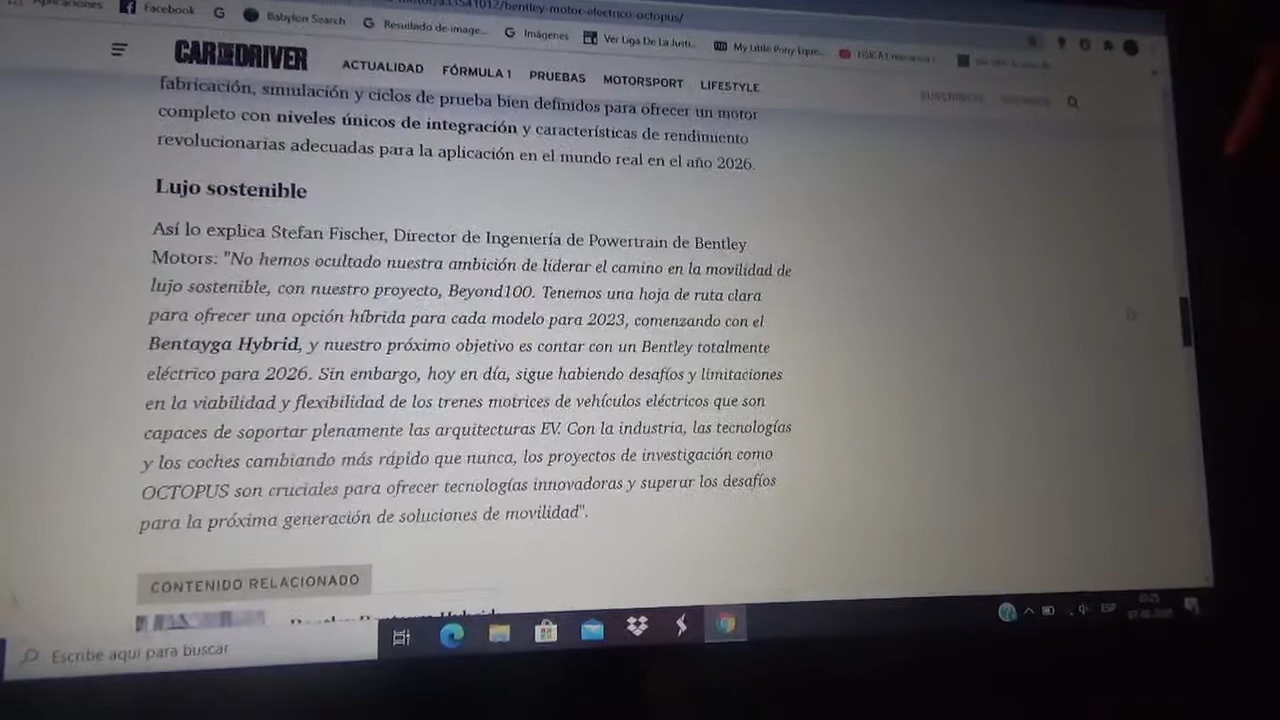 Aplicaciones Facebook G Babylon Search G Resultado de image... G Imágenes Ver Liga De La Justi... My Little Pony Eque...
/bentley-motor-electrico-octopus/
CAR AND DRIVER
ACTUALIDAD FÓRMULA 1 PRUEBAS MOTORSPORT LIFESTYLE
fabricación, simulación y ciclos de prueba bien definidos para ofrecer un motor
completo con niveles únicos de integración y características de rendimiento
revolucionarias adecuadas para la aplicación en el mundo real en el año 2026.
Lujo sostenible
Así lo explica Stefan Fischer, Director de Ingeniería de Powertrain de Bentley
Motors: "No hemos ocultado nuestra ambición de liderar el camino en la movilidad de
lujo sostenible, con nuestro proyecto, Beyond100. Tenemos una hoja de ruta clara
para ofrecer una opción híbrida para cada modelo para 2023, comenzando con el
Bentayga Hybrid, y nuestro próximo objetivo es contar con un Bentley totalmente
eléctrico para 2026. Sin embargo, hoy en día, sigue habiendo desafíos y limitaciones
en la viabilidad y flexibilidad de los trenes motrices de vehículos eléctricos que son
capaces de soportar plenamente las arquitecturas EV. Con la industria, las tecnologías
y los coches cambiando más rápido que nunca, los proyectos de investigación como
OCTOPUS son cruciales para ofrecer tecnologías innovadoras y superar los desafíos
para la próxima generación de soluciones de movilidad".
CONTENIDO RELACIONADO
Escribe aquí para buscar
ESP